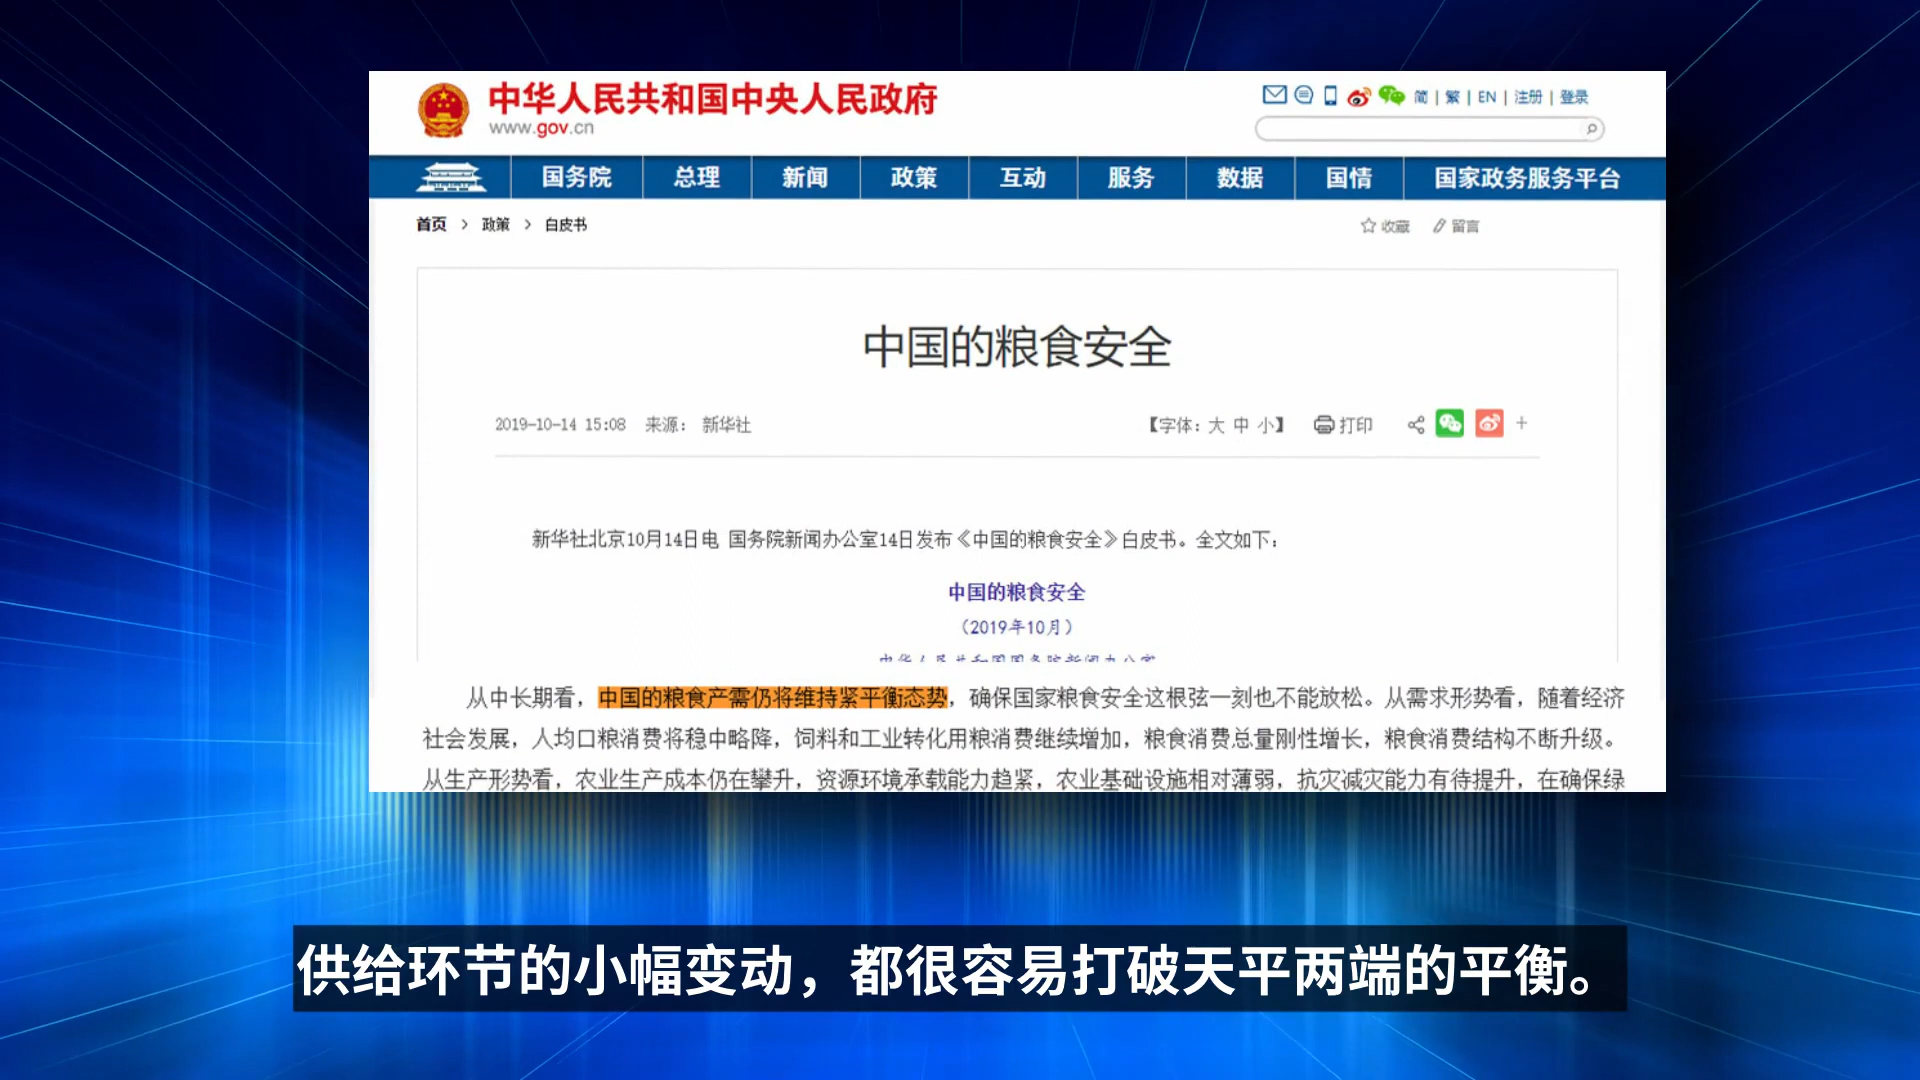 中华人民共和国中央人民政府
www.gov.cn
简 | 繁 | EN | 注册 | 登录
国务院 总理 新闻 政策 互动 服务 数据 国情 国家政务服务平台
首页 > 政策 > 白皮书
收藏 留言
中国的粮食安全
2019-10-14 15:08 来源： 新华社
【字体：大 中 小】 打印
新华社北京10月14日电 国务院新闻办公室14日发布《中国的粮食安全》白皮书。全文如下：
中国的粮食安全
（2019年10月）
中华人民共和国国务院新闻办公室
从中长期看，中国的粮食产需仍将维持紧平衡态势，确保国家粮食安全这根弦一刻也不能放松。从需求形势看，随着经济
社会发展，人均口粮消费将稳中略降，饲料和工业转化用粮消费继续增加，粮食消费总量刚性增长，粮食消费结构不断升级。
从生产形势看，农业生产成本仍在攀升，资源环境承载能力趋紧，农业基础设施相对薄弱，抗灾减灾能力有待提升，在确保绿
供给环节的小幅变动，都很容易打破天平两端的平衡。